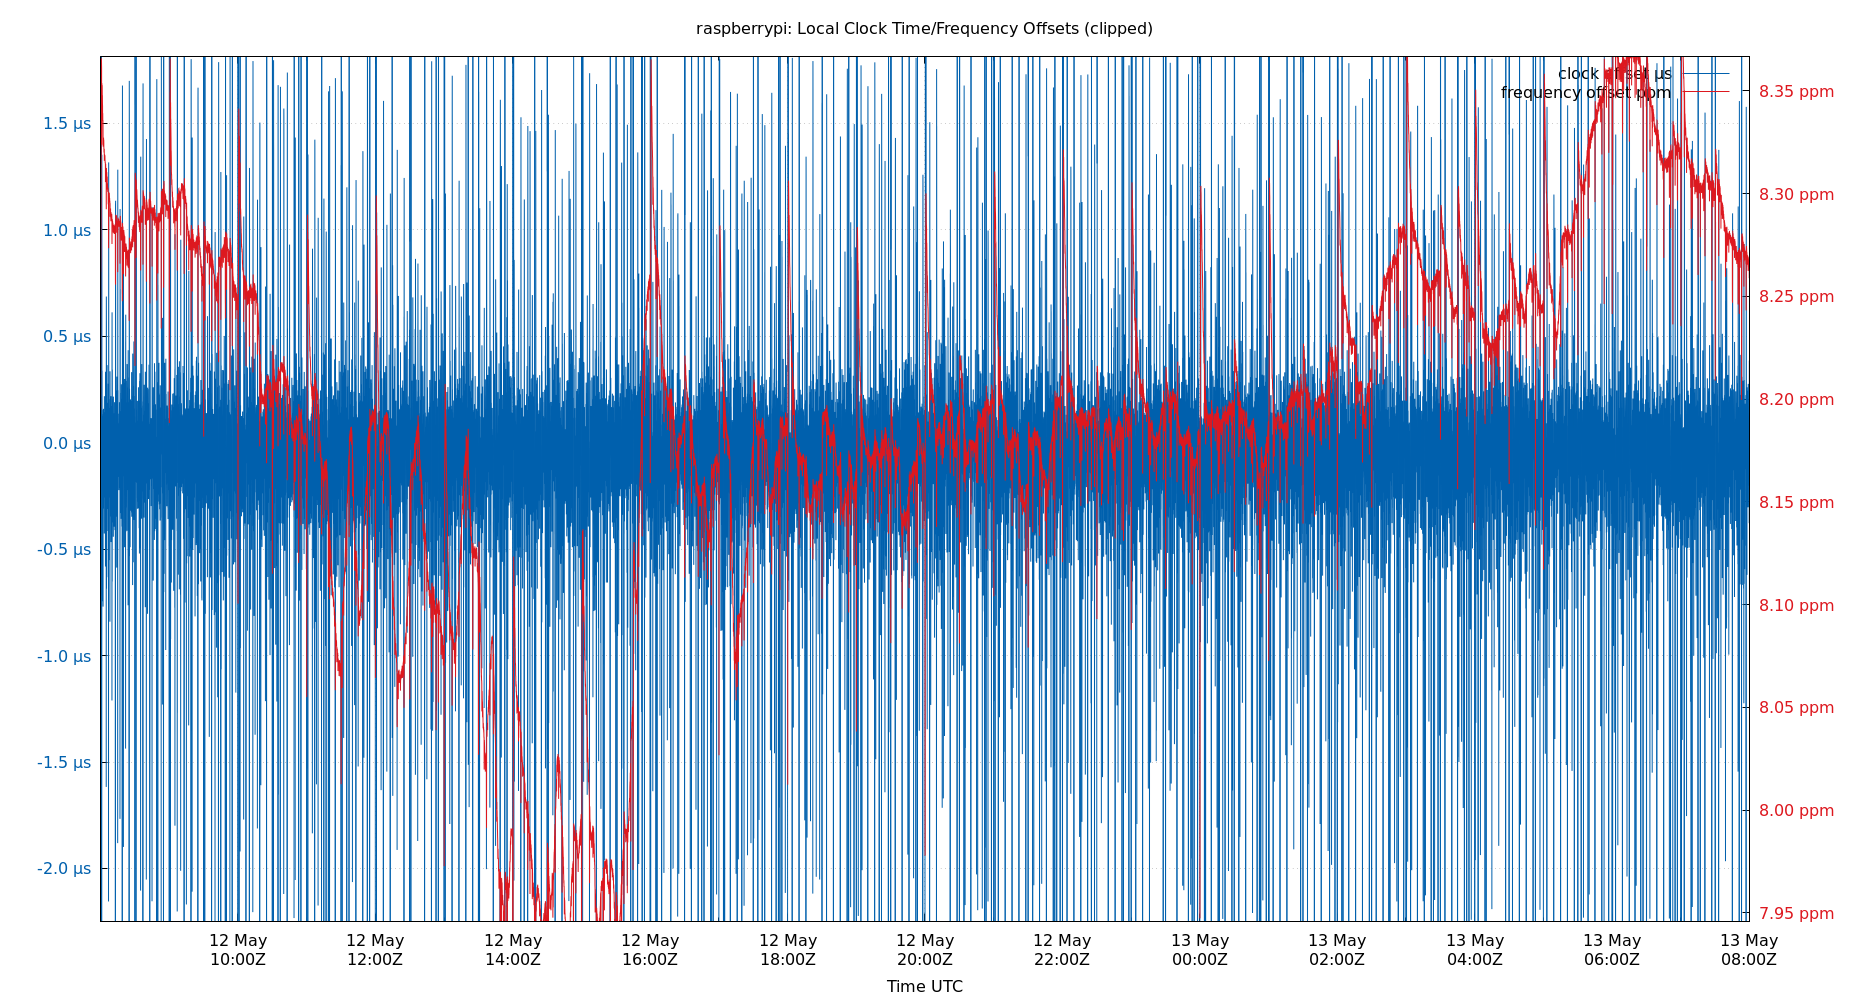 raspberrypi: Local Clock Time/Frequency Offsets (clipped)
clock offset µs
frequency offset ppm
1.5 µs
1.0 µs
0.5 µs
0.0 µs
-0.5 µs
-1.0 µs
-1.5 µs
-2.0 µs
8.35 ppm
8.30 ppm
8.25 ppm
8.20 ppm
8.15 ppm
8.10 ppm
8.05 ppm
8.00 ppm
7.95 ppm
12 May 12 May 12 May 12 May 12 May 12 May 12 May 13 May 13 May 13 May 13 May 13 May
10:00Z 12:00Z 14:00Z 16:00Z 18:00Z 20:00Z 22:00Z 00:00Z 02:00Z 04:00Z 06:00Z 08:00Z
Time UTC